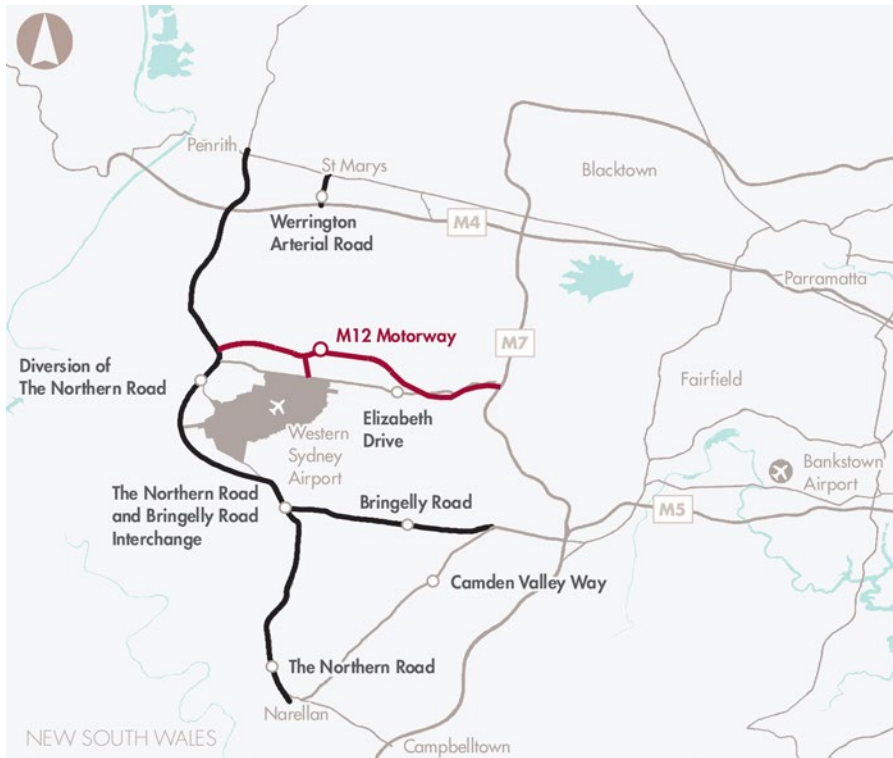 Penrith
St Marys
Blacktown
Werrington
Arterial Road
M4
Parramatta
M12 Motorway
M7
Diversion of
The Northern Road
Fairfield
Elizabeth
Drive
Western
Sydney
Airport
Bankstown
Airport
The Northern Road
and Bringelly Road
Interchange
Bringelly Road
M5
Camden Valley Way
The Northern Road
Narellan
NEW SOUTH WALES
Campbelltown